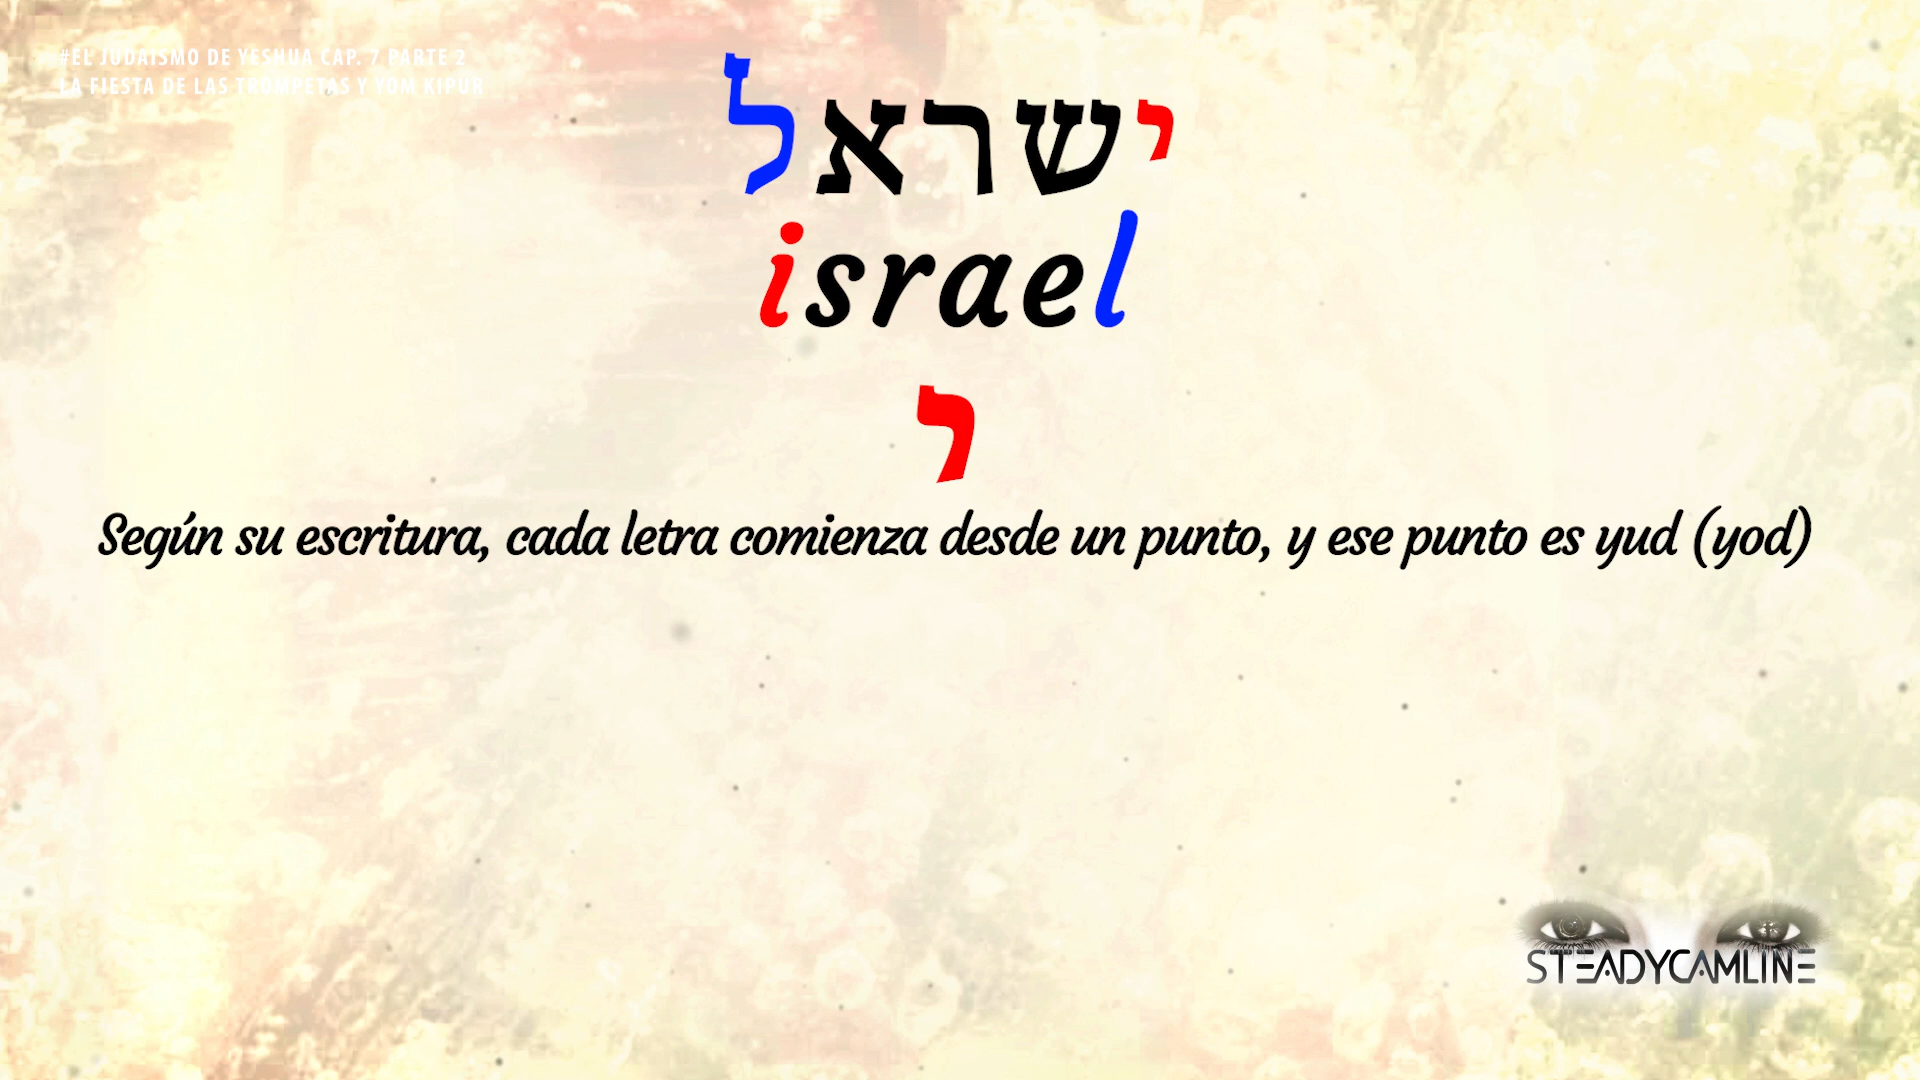 #EL JUDAISMO DE YESHUA CAP. 7 PARTE 2
LA FIESTA DE LAS TROMPETAS Y YOM KIPUR
ישראל
israel
י
Según su escritura, cada letra comienza desde un punto, y ese punto es yud (yod)
STEADYCAMLINE